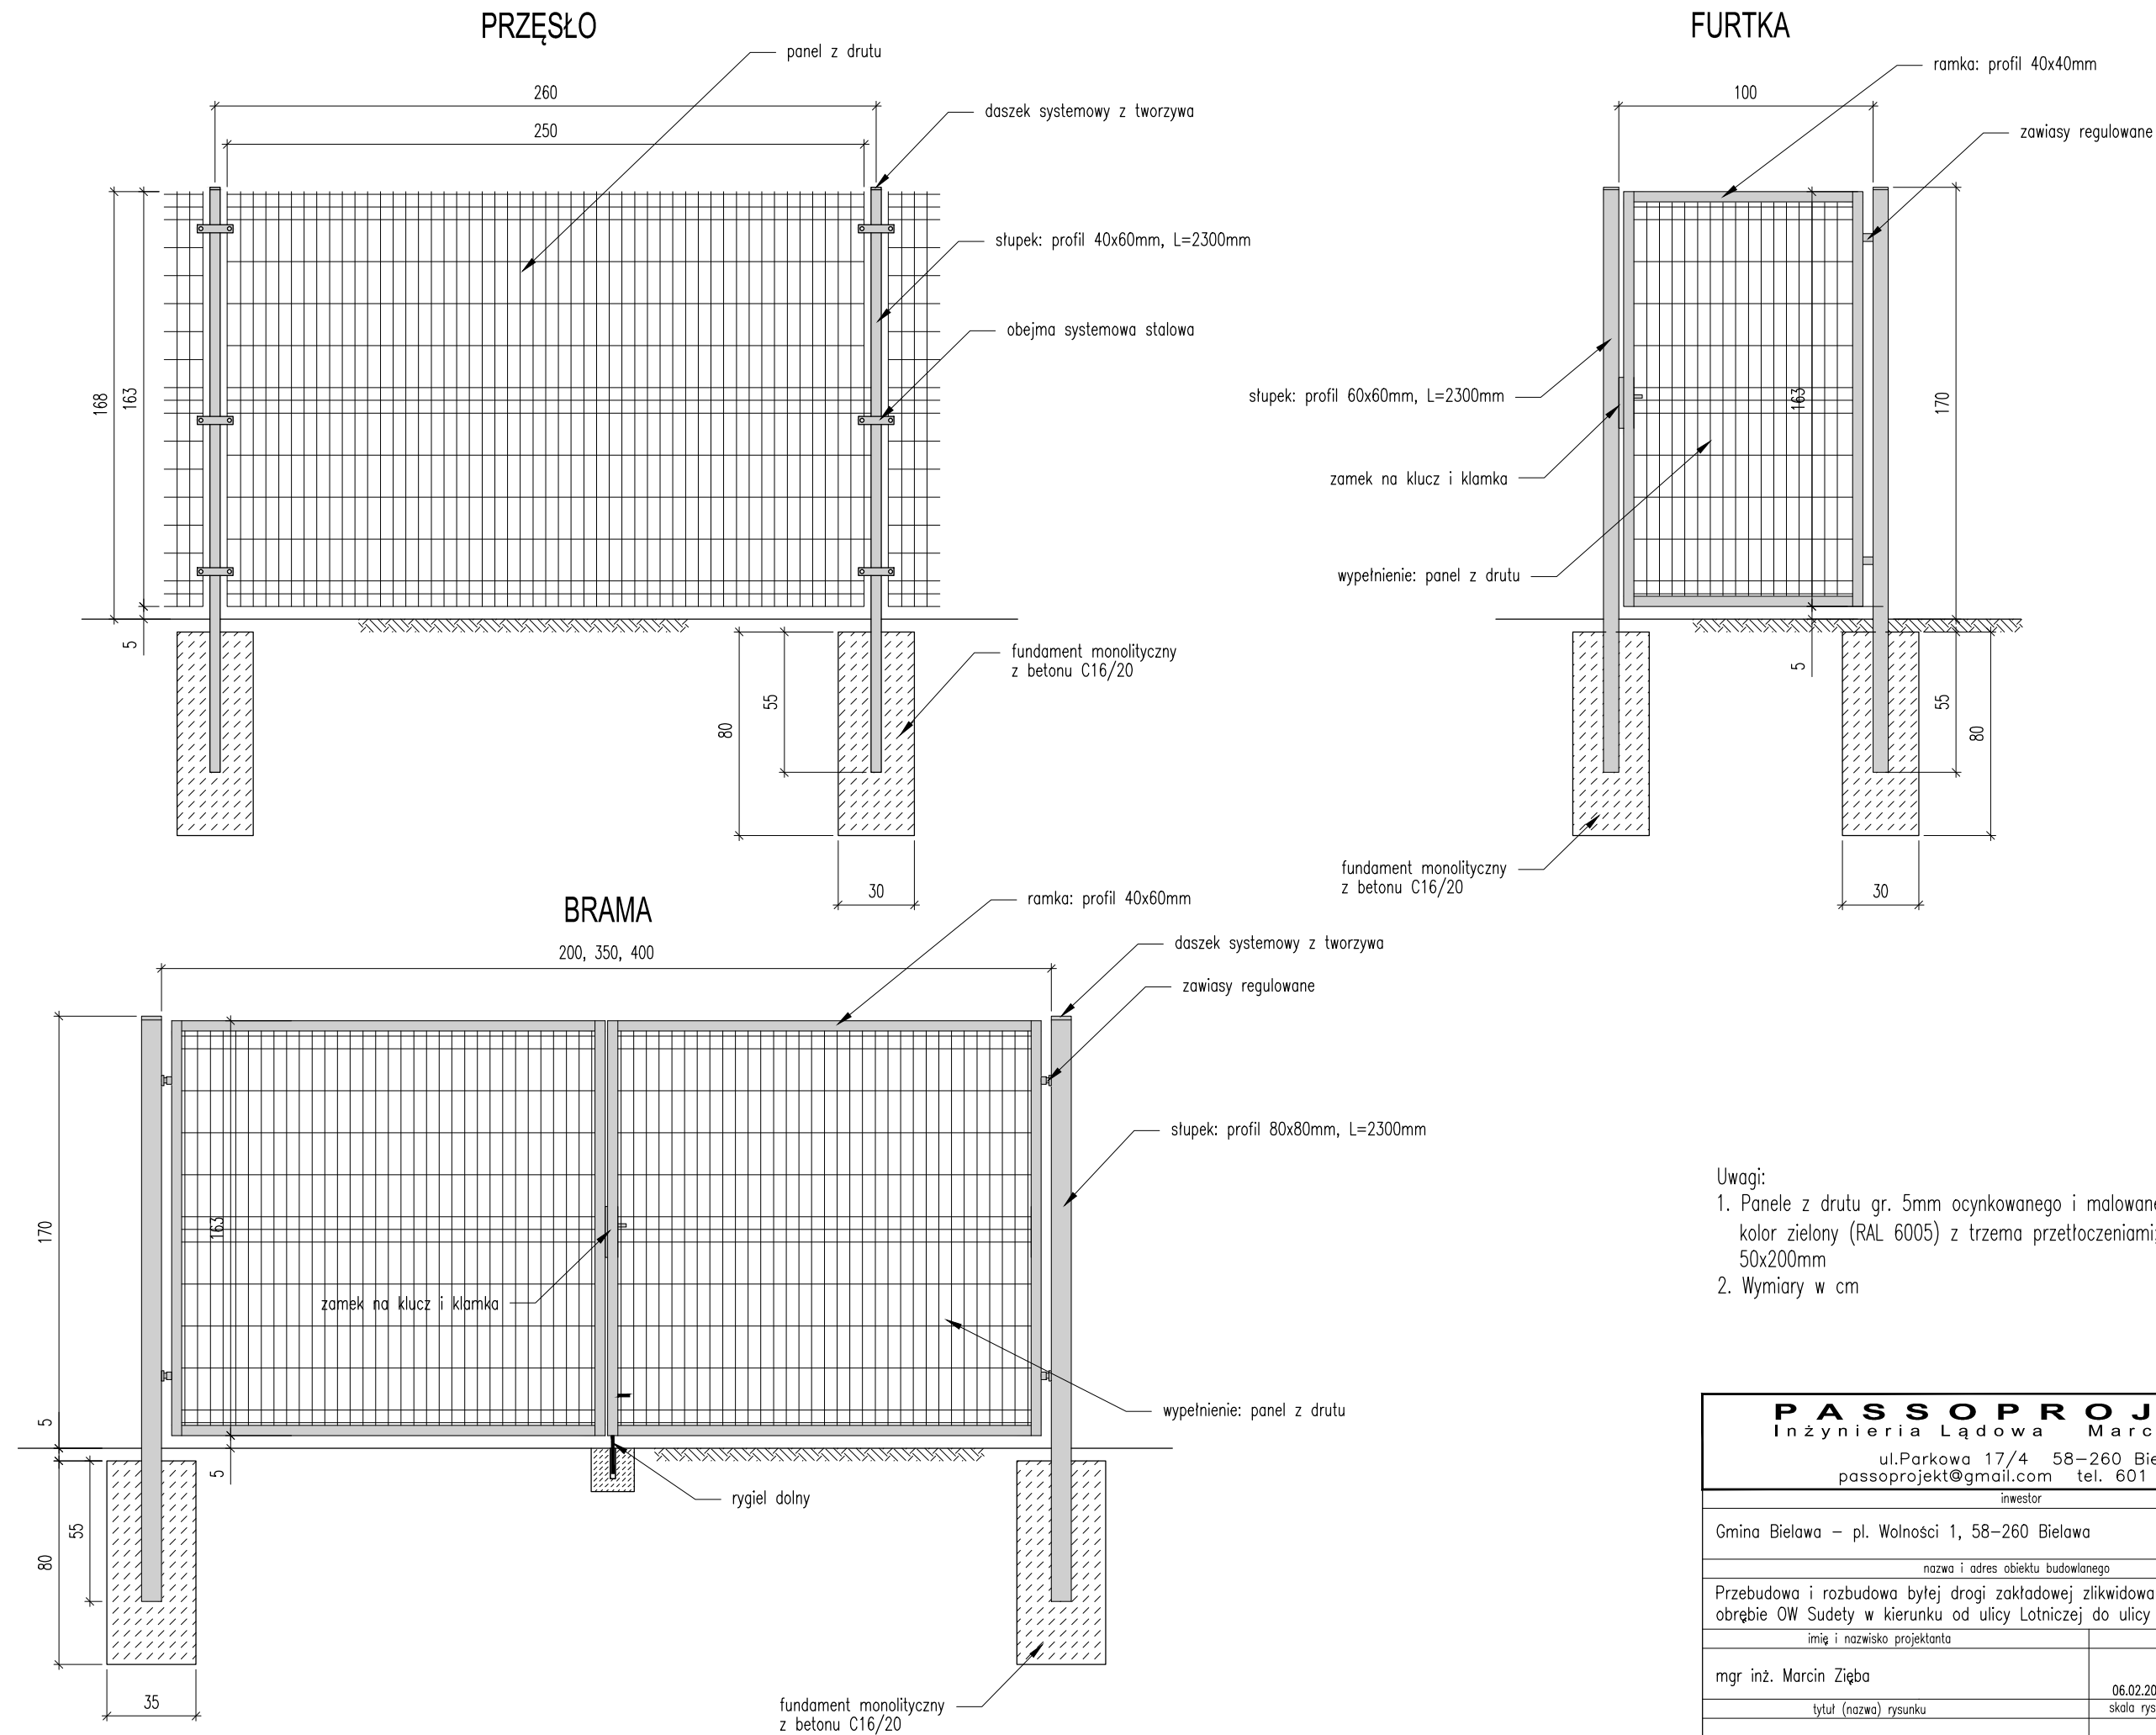 PRZĘSŁO
panel z drutu
260
250
daszek systemowy z tworzywa
słupek: profil 40x60mm, L=2300mm
obejma systemowa stalowa
168
163
5
fundament monolityczny
z betonu C16/20
55
80
30
FURTKA
ramka: profil 40x40mm
100
zawiasy regulowane
słupek: profil 60x60mm, L=2300mm
163
170
zamek na klucz i klamka
wypełnienie: panel z drutu
5
55
80
fundament monolityczny
z betonu C16/20
30
BRAMA
200, 350, 400
ramka: profil 40x60mm
daszek systemowy z tworzywa
zawiasy regulowane
słupek: profil 80x80mm, L=2300mm
170
163
zamek na klucz i klamka
wypełnienie: panel z drutu
5
5
rygiel dolny
55
80
35
fundament monolityczny
z betonu C16/20
Uwagi:
1. Panele z drutu gr. 5mm ocynkowanego i
kolor zielony (RAL 6005) z trzema przetłoczeniami;
50x200mm
2. Wymiary w cm
Inżynieria Lądowa
ul.Parkowa 17/4 58-260
passoprojekt@gmail.com tel. 601
inwestor
Gmina Bielawa – pl. Wolności 1, 58-260 Bielawa
nazwa i adres obiektu budowlanego
Przebudowa i rozbudowa byłej drogi zakładowej
obrębie OW Sudety w kierunku od ulicy Lotniczej do ulicy
imię i nazwisko projektanta
mgr inż. Marcin Zięba
06.02.20
tytuł (nazwa) rysunku
skala